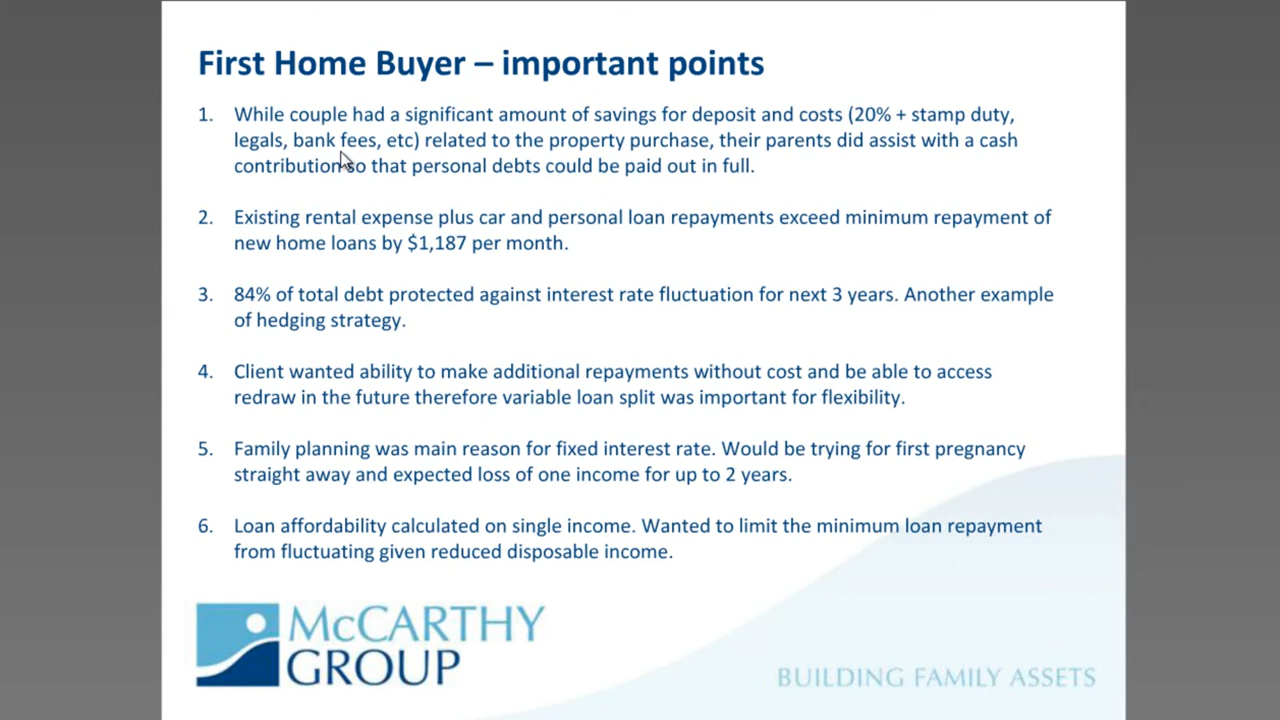 First Home Buyer – important points
1. While couple had a significant amount of savings for deposit and costs (20% + stamp duty,
legals, bank fees, etc) related to the property purchase, their parents did assist with a cash
contribution so that personal debts could be paid out in full.
2. Existing rental expense plus car and personal loan repayments exceed minimum repayment of
new home loans by $1,187 per month.
3. 84% of total debt protected against interest rate fluctuation for next 3 years. Another example
of hedging strategy.
4. Client wanted ability to make additional repayments without cost and be able to access
redraw in the future therefore variable loan split was important for flexibility.
5. Family planning was main reason for fixed interest rate. Would be trying for first pregnancy
straight away and expected loss of one income for up to 2 years.
6. Loan affordability calculated on single income. Wanted to limit the minimum loan repayment
from fluctuating given reduced disposable income.
McCARTHY
GROUP
BUILDING FAMILY ASSETS